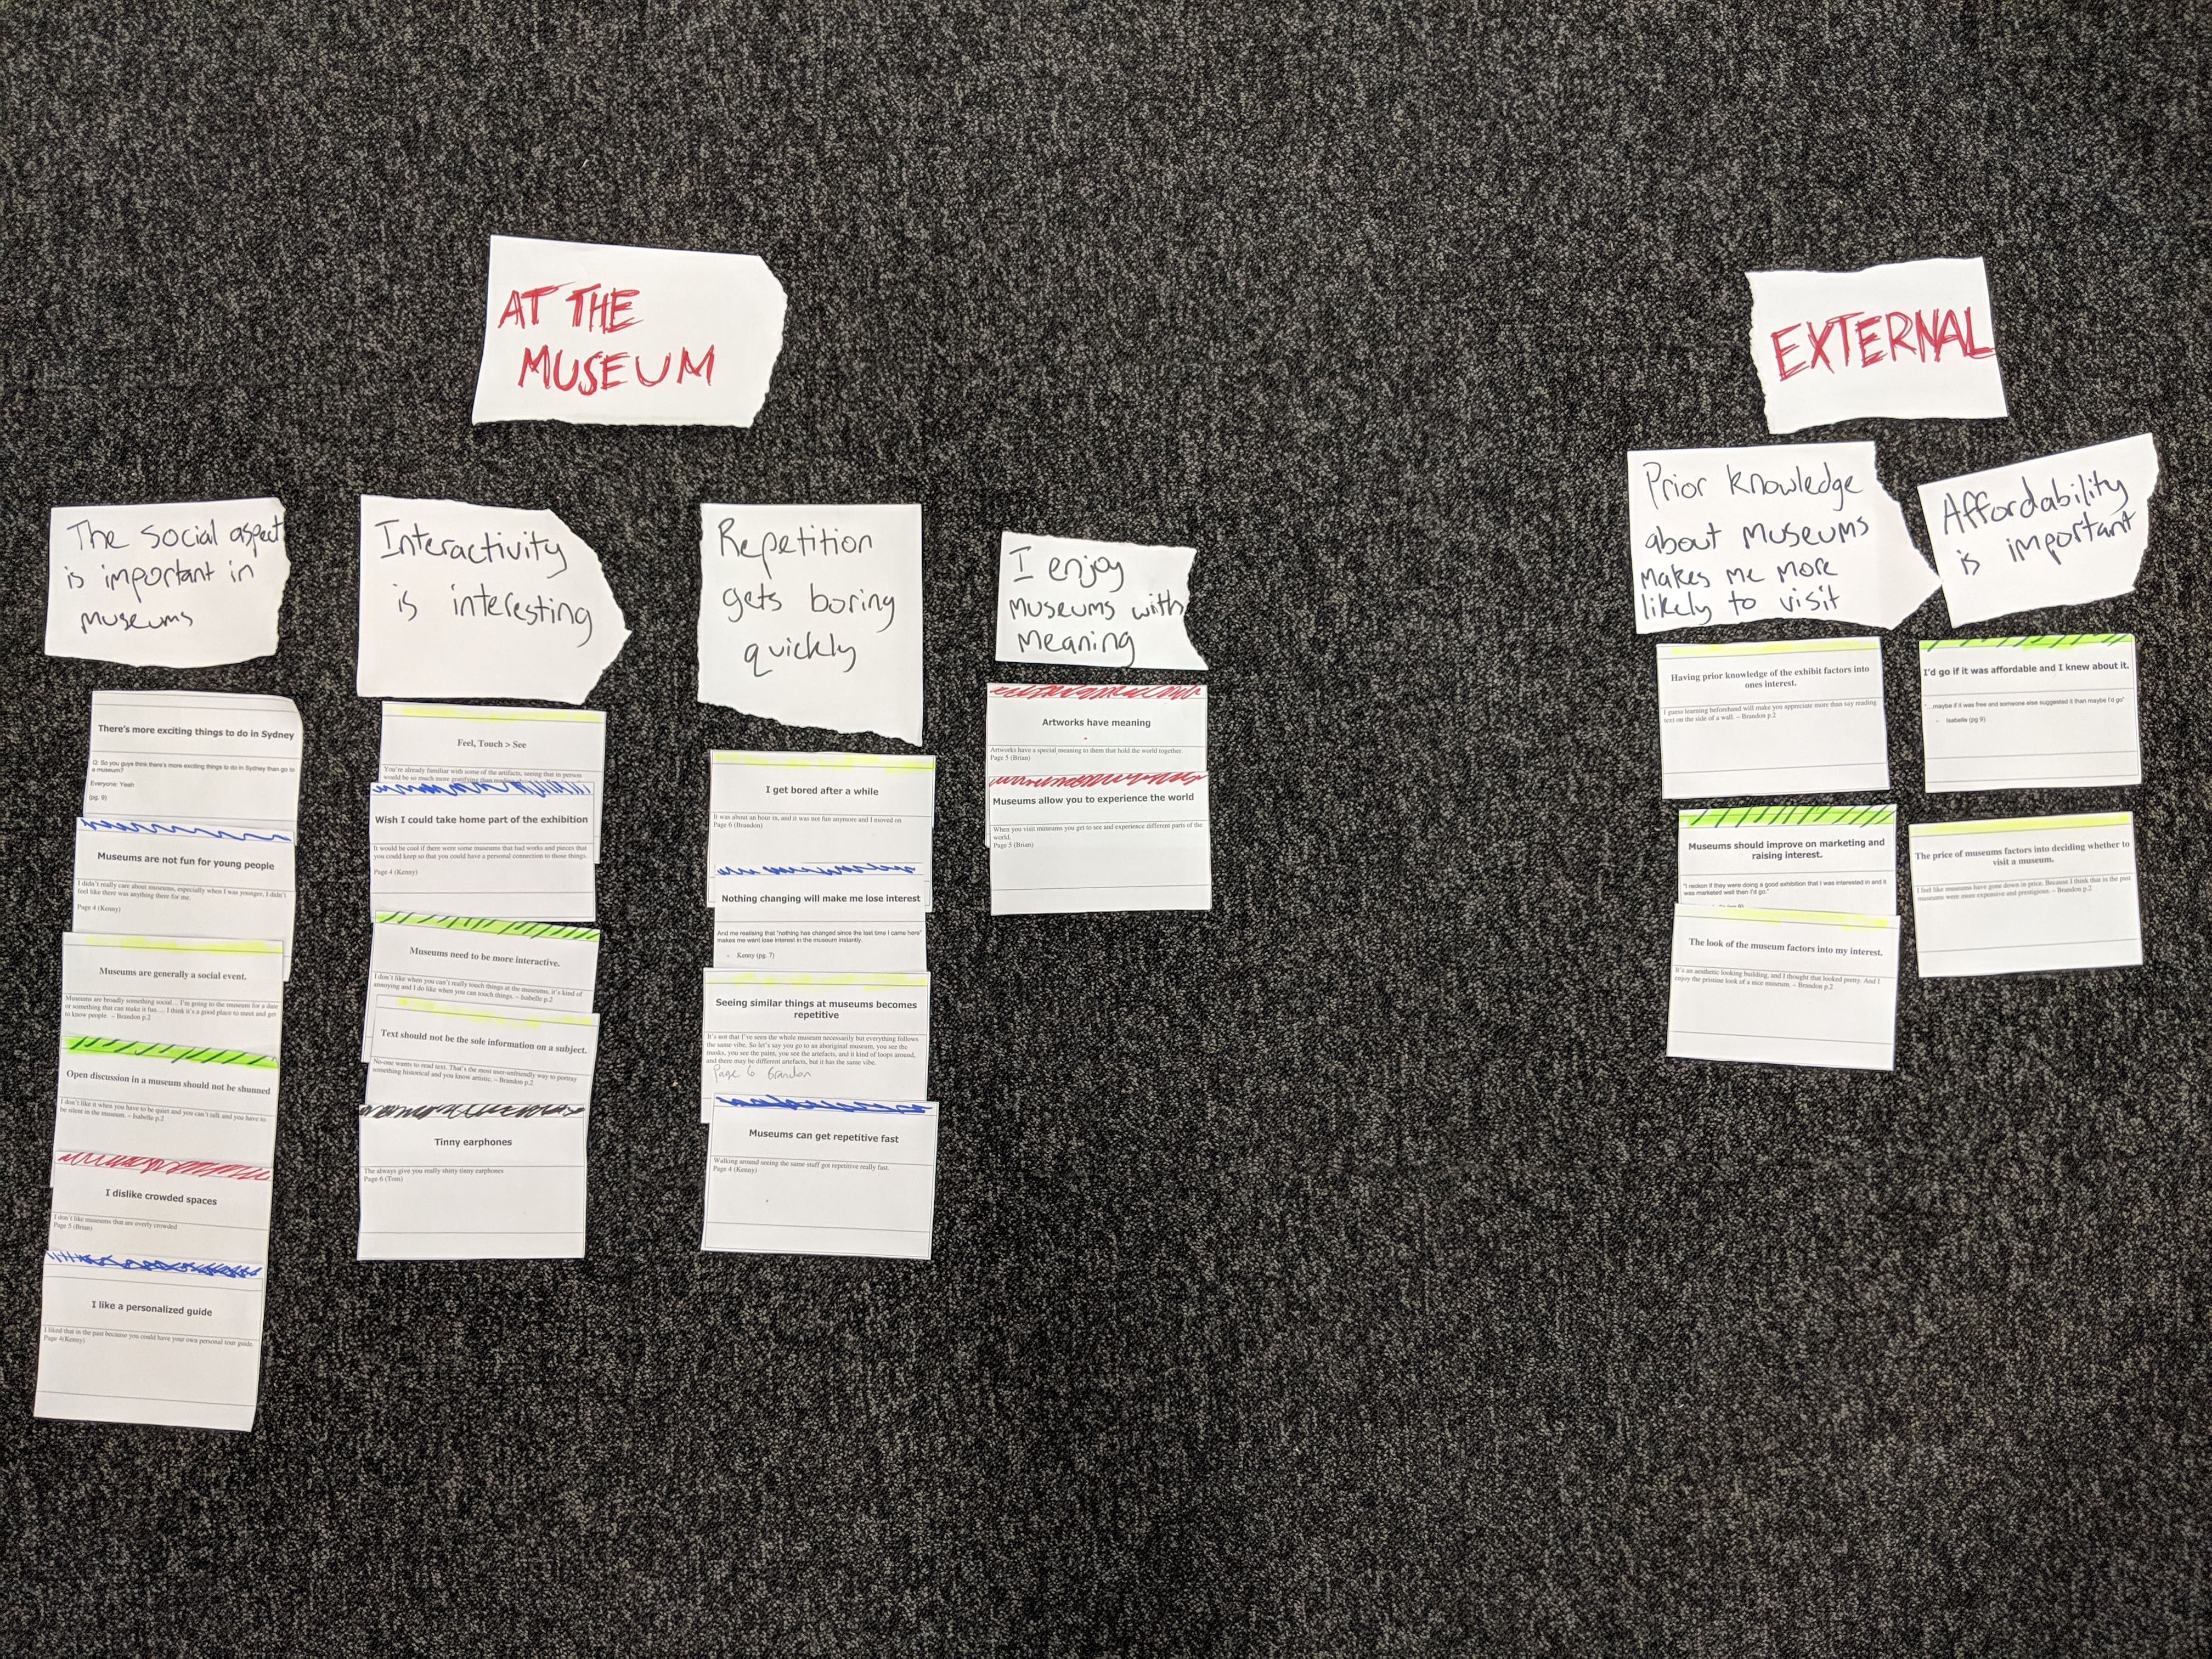 AT THE
MUSEUM
The social aspect
is important in
museums
There's more exciting things to do in Sydney
Q: So you guys think there's more exciting things to do in Sydney than go to
a museum?
Everyone: Yeah
(pg. 9)
Museums are not fun for young people
I didn't really care about museums, especially when I was younger, I didn't
feel like there was anything there for me.
Page 4 (Kenny)
Museums are generally a social event.
Museums are broadly something social… I'm going to the museum for a date
or something that can make it fun… I think it's a good place to meet and get
to know people. – Brandon p.2
Open discussion in a museum should not be shunned
I don't like it when you have to be quiet and you can't talk and you have to
be silent in the museum. – Isabelle p.2
I dislike crowded spaces
I don't like museums that are overly crowded
Page 5 (Brian)
I like a personalized guide
I liked that in the past because you could have your own personal tour guide.
Page 4(Kenny)
Interactivity
is interesting
Feel, Touch > See
You're already familiar with some of the artifacts, seeing that in person
would be so much more gratifying than
Wish I could take home part of the exhibition
It would be cool if there were some museums that had works and pieces that
you could keep so that you could have a personal connection to those things.
Page 4 (Kenny)
Museums need to be more interactive.
I don't like when you can't really touch things at the museums, it's kind of
annoying and I do like when you can touch things. – Isabelle p.2
Text should not be the sole information on a subject.
No-one wants to read text. That's the most user-unfriendly way to portray
something historical and you know artistic. – Brandon p.2
Tinny earphones
The always give you really shitty tinny earphones
Page 6 (Tom)
Repetition
gets boring
quickly
I get bored after a while
It was about an hour in, and it was not fun anymore and I moved on
Page 6 (Brandon)
Nothing changing will make me lose interest
And me realising that "nothing has changed since the last time I came here"
makes me want lose interest in the museum instantly.
- Kenny (pg. 7)
Seeing similar things at museums becomes
repetitive
It's not that I've seen the whole museum necessarily but everything follows
the same vibe. So let's say you go to an aboriginal museum, you see the
masks, you see the paint, you see the artefacts, and it kind of loops around,
and there may be different artefacts, but it has the same vibe.
Page 6 Brandon
Museums can get repetitive fast
Walking around seeing the same stuff got repetitive really fast.
Page 4 (Kenny)
I enjoy
museums with
meaning
Artworks have meaning
Artworks have a special meaning to them that hold the world together.
Page 5 (Brian)
Museums allow you to experience the world
When you visit museums you get to see and experience different parts of the
world.
Page 5 (Brian)
EXTERNAL
Prior knowledge
about museums
makes me more
likely to visit
Having prior knowledge of the exhibit factors into
ones interest.
I guess learning beforehand will make you appreciate more than say reading
text on the side of a wall. – Brandon p.2
Museums should improve on marketing and
raising interest.
"I reckon if they were doing a good exhibition that I was interested in and it
was marketed well then I'd go."
The look of the museum factors into my interest.
It's an aesthetic looking building, and I thought that looked pretty. And I
enjoy the pristine look of a nice museum. – Brandon p.2
Affordability
is important
I'd go if it was affordable and I knew about it.
"…maybe if it was free and someone else suggested it than maybe I'd go"
- Isabelle (pg 9)
The price of museums factors into deciding whether to
visit a museum.
I feel like museums have gone down in price. Because I think that in the past
museums were more expensive and prestigious. – Brandon p.2